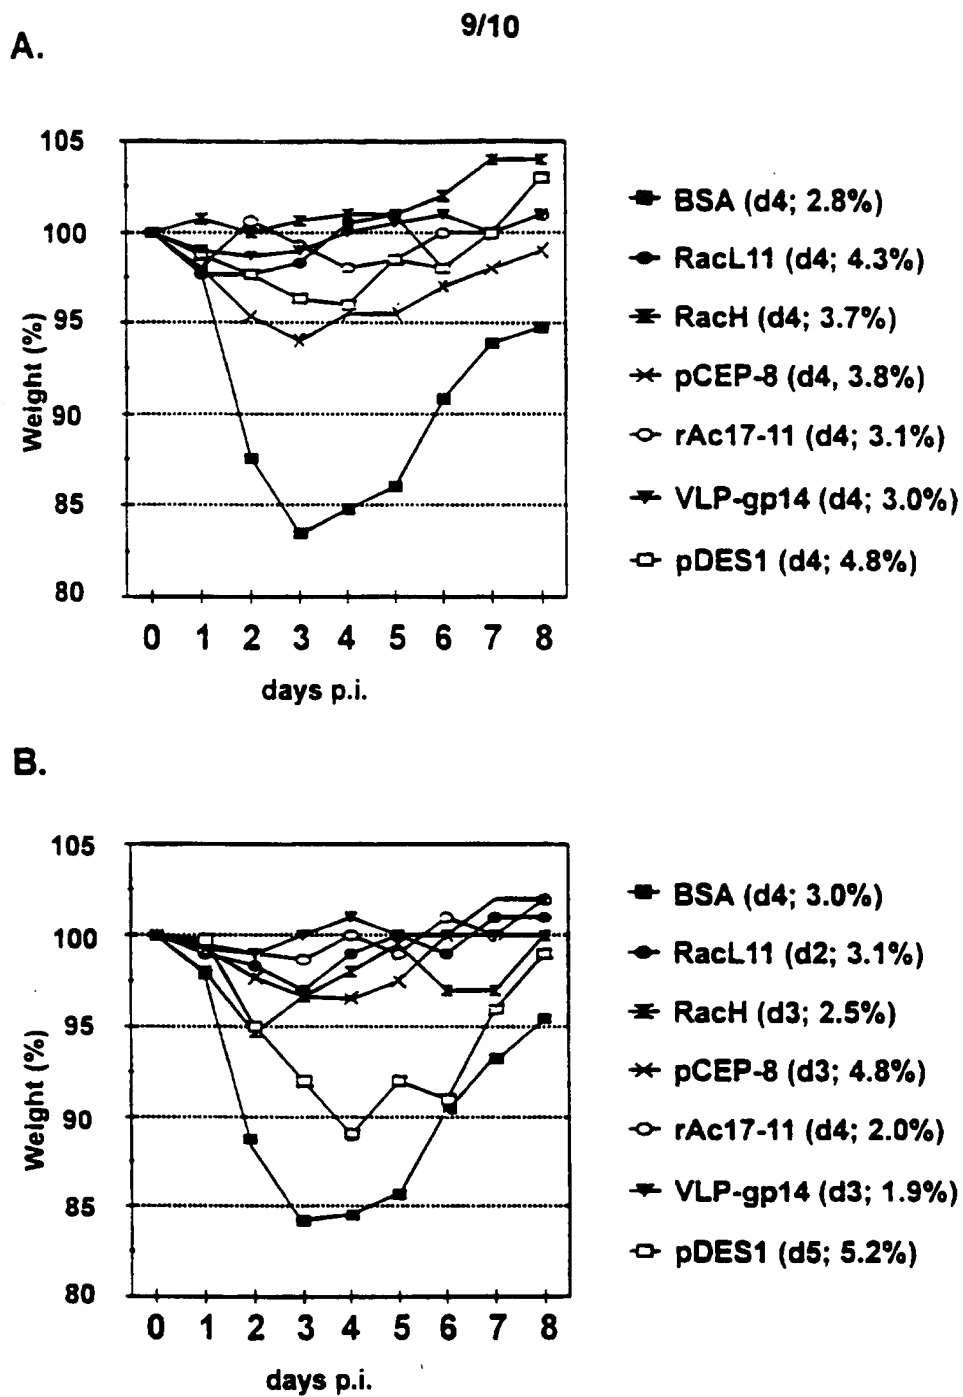 9/10
A.
105
100
95
90
85
80
Weight (%)
0 1 2 3 4 5 6 7 8
days p.i.
BSA (d4; 2.8%)
RacL11 (d4; 4.3%)
RacH (d4; 3.7%)
pCEP-8 (d4, 3.8%)
rAc17-11 (d4; 3.1%)
VLP-gp14 (d4; 3.0%)
pDES1 (d4; 4.8%)
B.
105
100
95
90
85
80
Weight (%)
0 1 2 3 4 5 6 7 8
days p.i.
BSA (d4; 3.0%)
RacL11 (d2; 3.1%)
RacH (d3; 2.5%)
pCEP-8 (d3; 4.8%)
rAc17-11 (d4; 2.0%)
VLP-gp14 (d3; 1.9%)
pDES1 (d5; 5.2%)